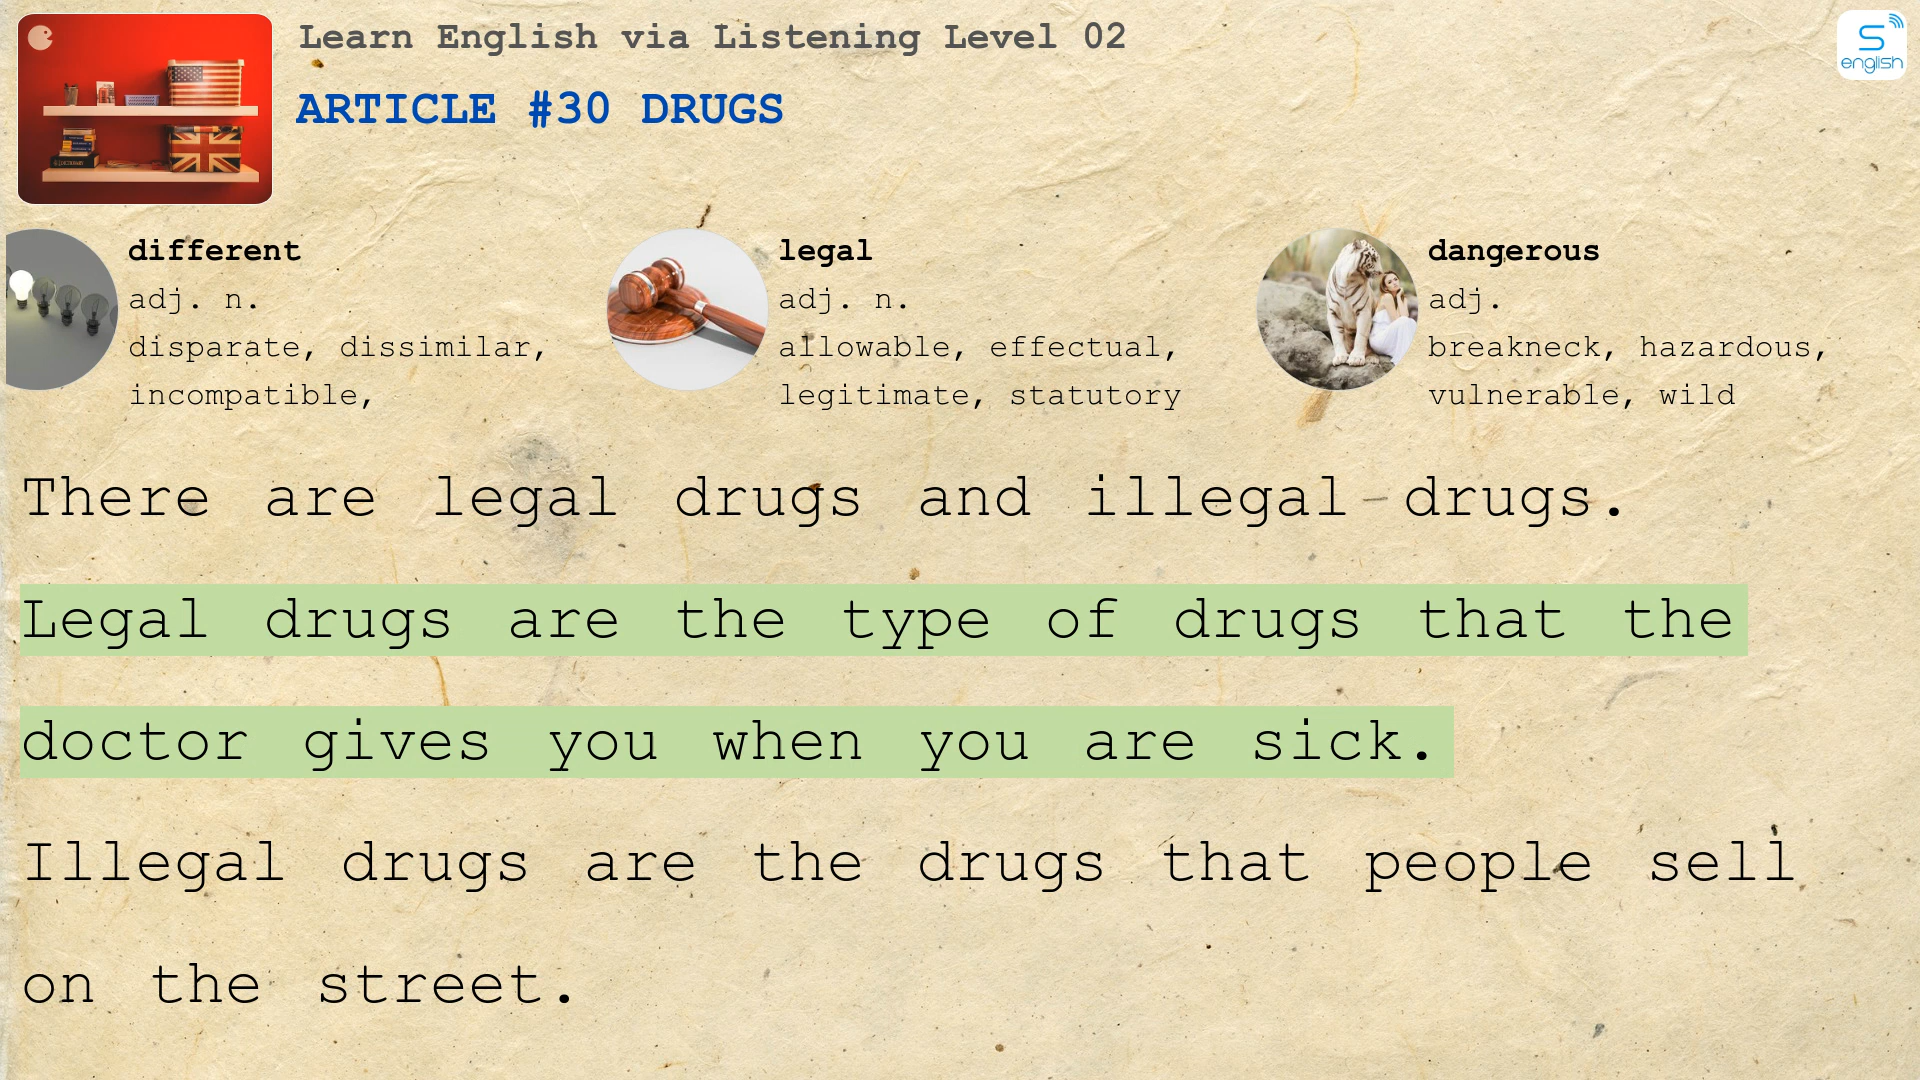 Learn English via Listening Level 02
ARTICLE #30 DRUGS
S
english
different
adj. n.
disparate, dissimilar,
incompatible,
legal
adj. n.
allowable, effectual,
legitimate, statutory
dangerous
adj.
breakneck, hazardous,
vulnerable, wild
There are legal drugs and illegal drugs.
Legal drugs are the type of drugs that the
doctor gives you when you are sick.
Illegal drugs are the drugs that people sell
on the street.